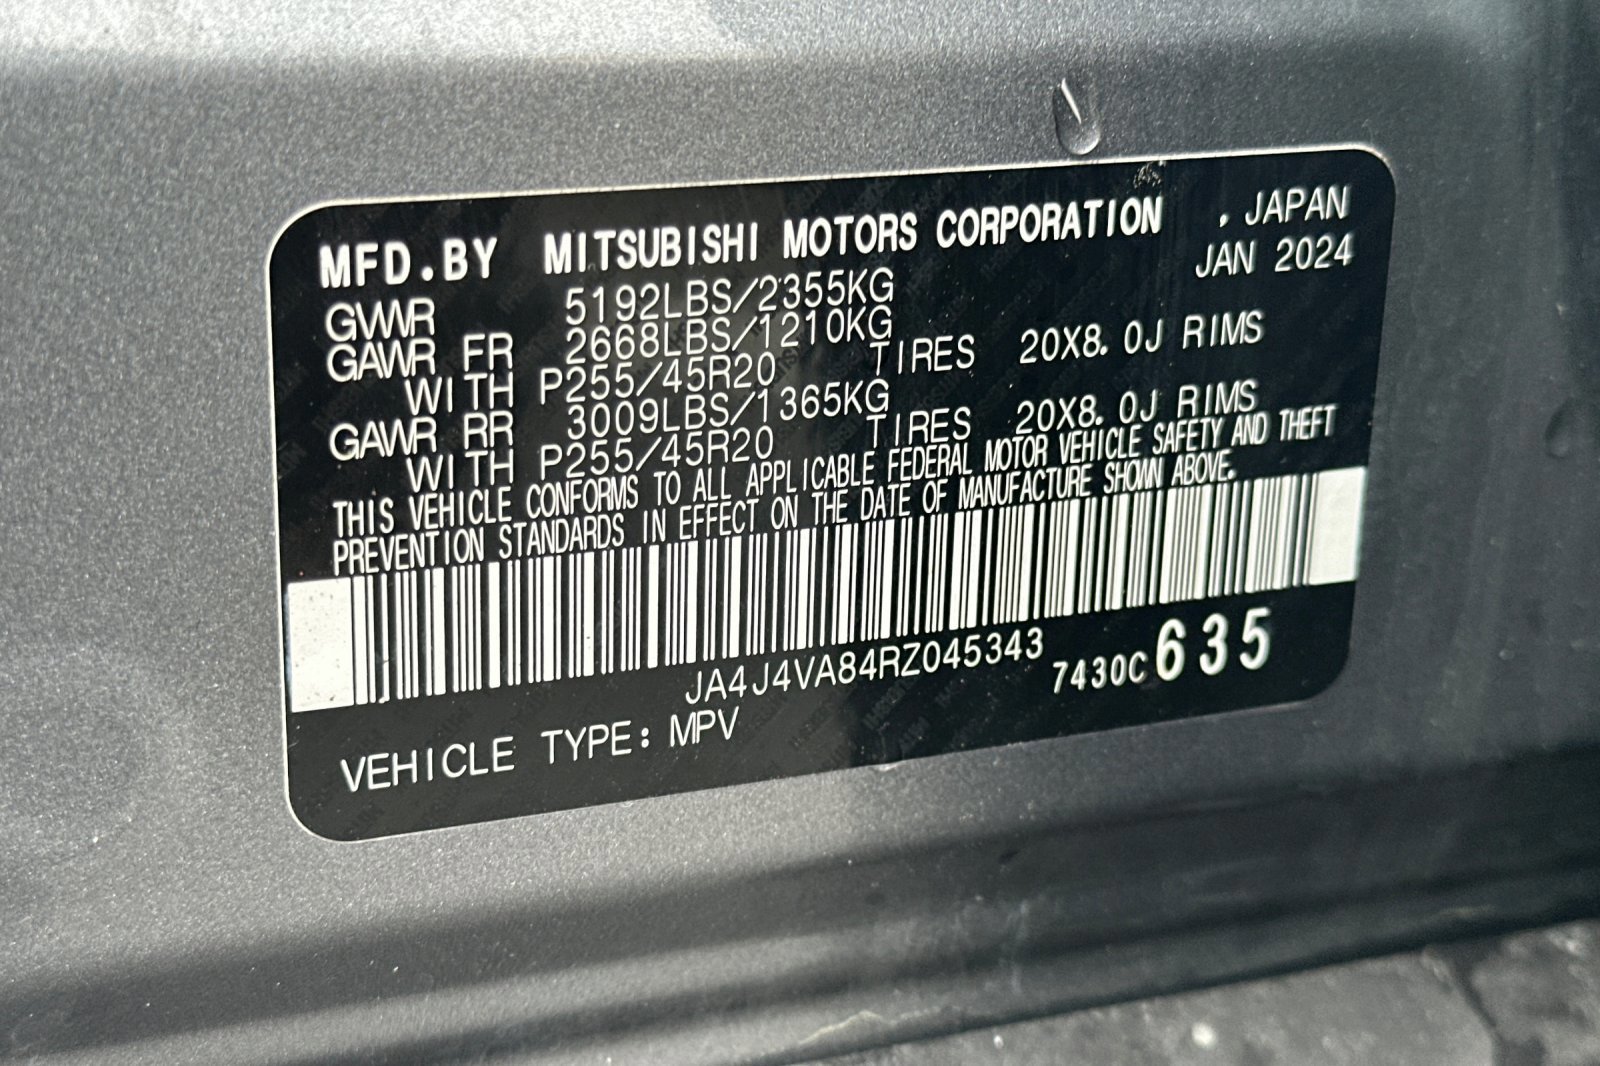 MFD.BY MITSUBISHI MOTORS CORPORATION , JAPAN
JAN 2024
GVWR 5192LBS/2355KG
GAWR FR 2668LBS/1210KG
WITH P255/45R20 TIRES 20X8.0J RIMS
GAWR RR 3009LBS/1365KG
WITH P255/45R20 TIRES 20X8.0J RIMS
THIS VEHICLE CONFORMS TO ALL APPLICABLE FEDERAL MOTOR VEHICLE SAFETY AND THEFT
PREVENTION STANDARDS IN EFFECT ON THE DATE OF MANUFACTURE SHOWN ABOVE.
JA4J4VA84RZ045343 7430C 635
VEHICLE TYPE: MPV